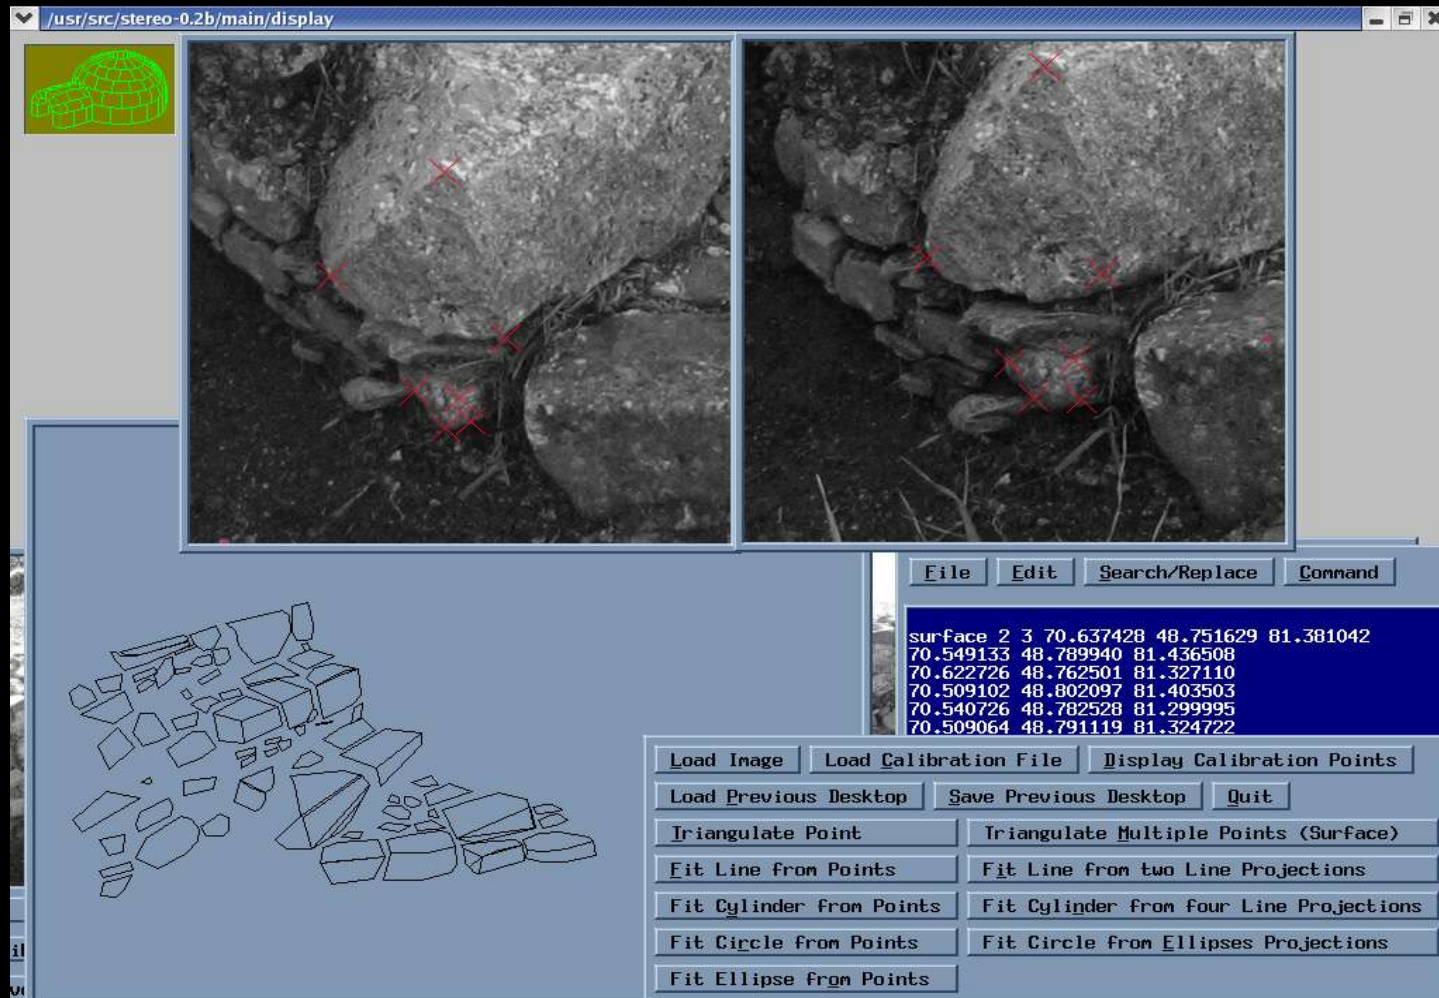 /usr/src/stereo-0.2b/main/display
File Edit Search/Replace Command
surface 2 3 70.637428 48.751629 81.381042
70.549133 48.789940 81.436508
70.622726 48.762501 81.327110
70.509102 48.802097 81.403503
70.540726 48.782528 81.299995
70.509064 48.791119 81.324722
Load Image Load Calibration File Display Calibration Points
Load Previous Desktop Save Previous Desktop Quit
Triangulate Point Triangulate Multiple Points (Surface)
Fit Line from Points Fit Line from two Line Projections
Fit Cylinder from Points Fit Cylinder from four Line Projections
Fit Circle from Points Fit Circle from Ellipses Projections
Fit Ellipse from Points